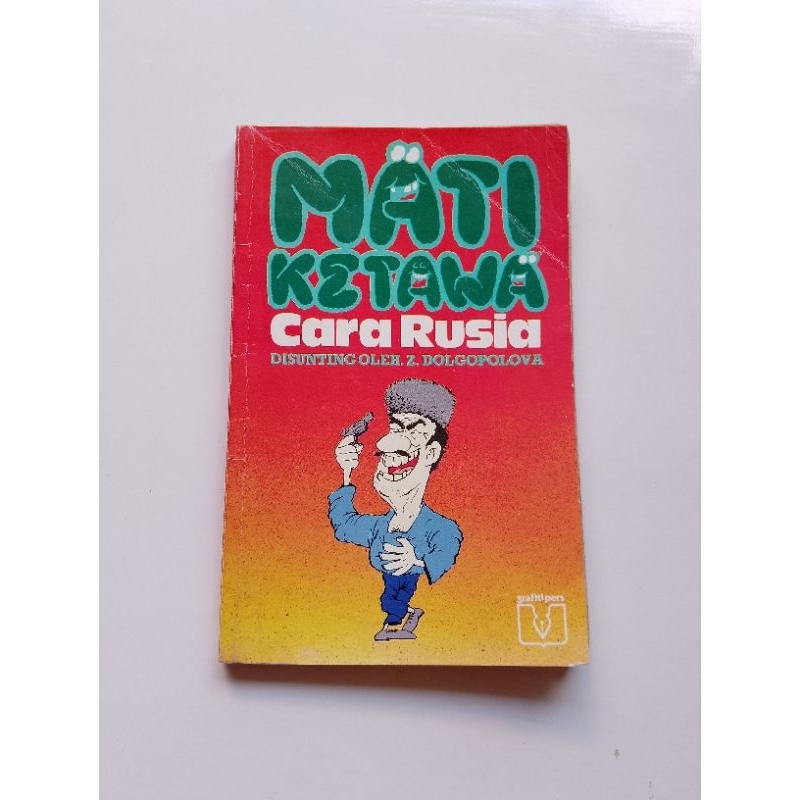 MÄTI
KETAWÄ
Cara Rusia
DISUNTING OLEH. Z. DOLGOPOLOVA
grafitipers